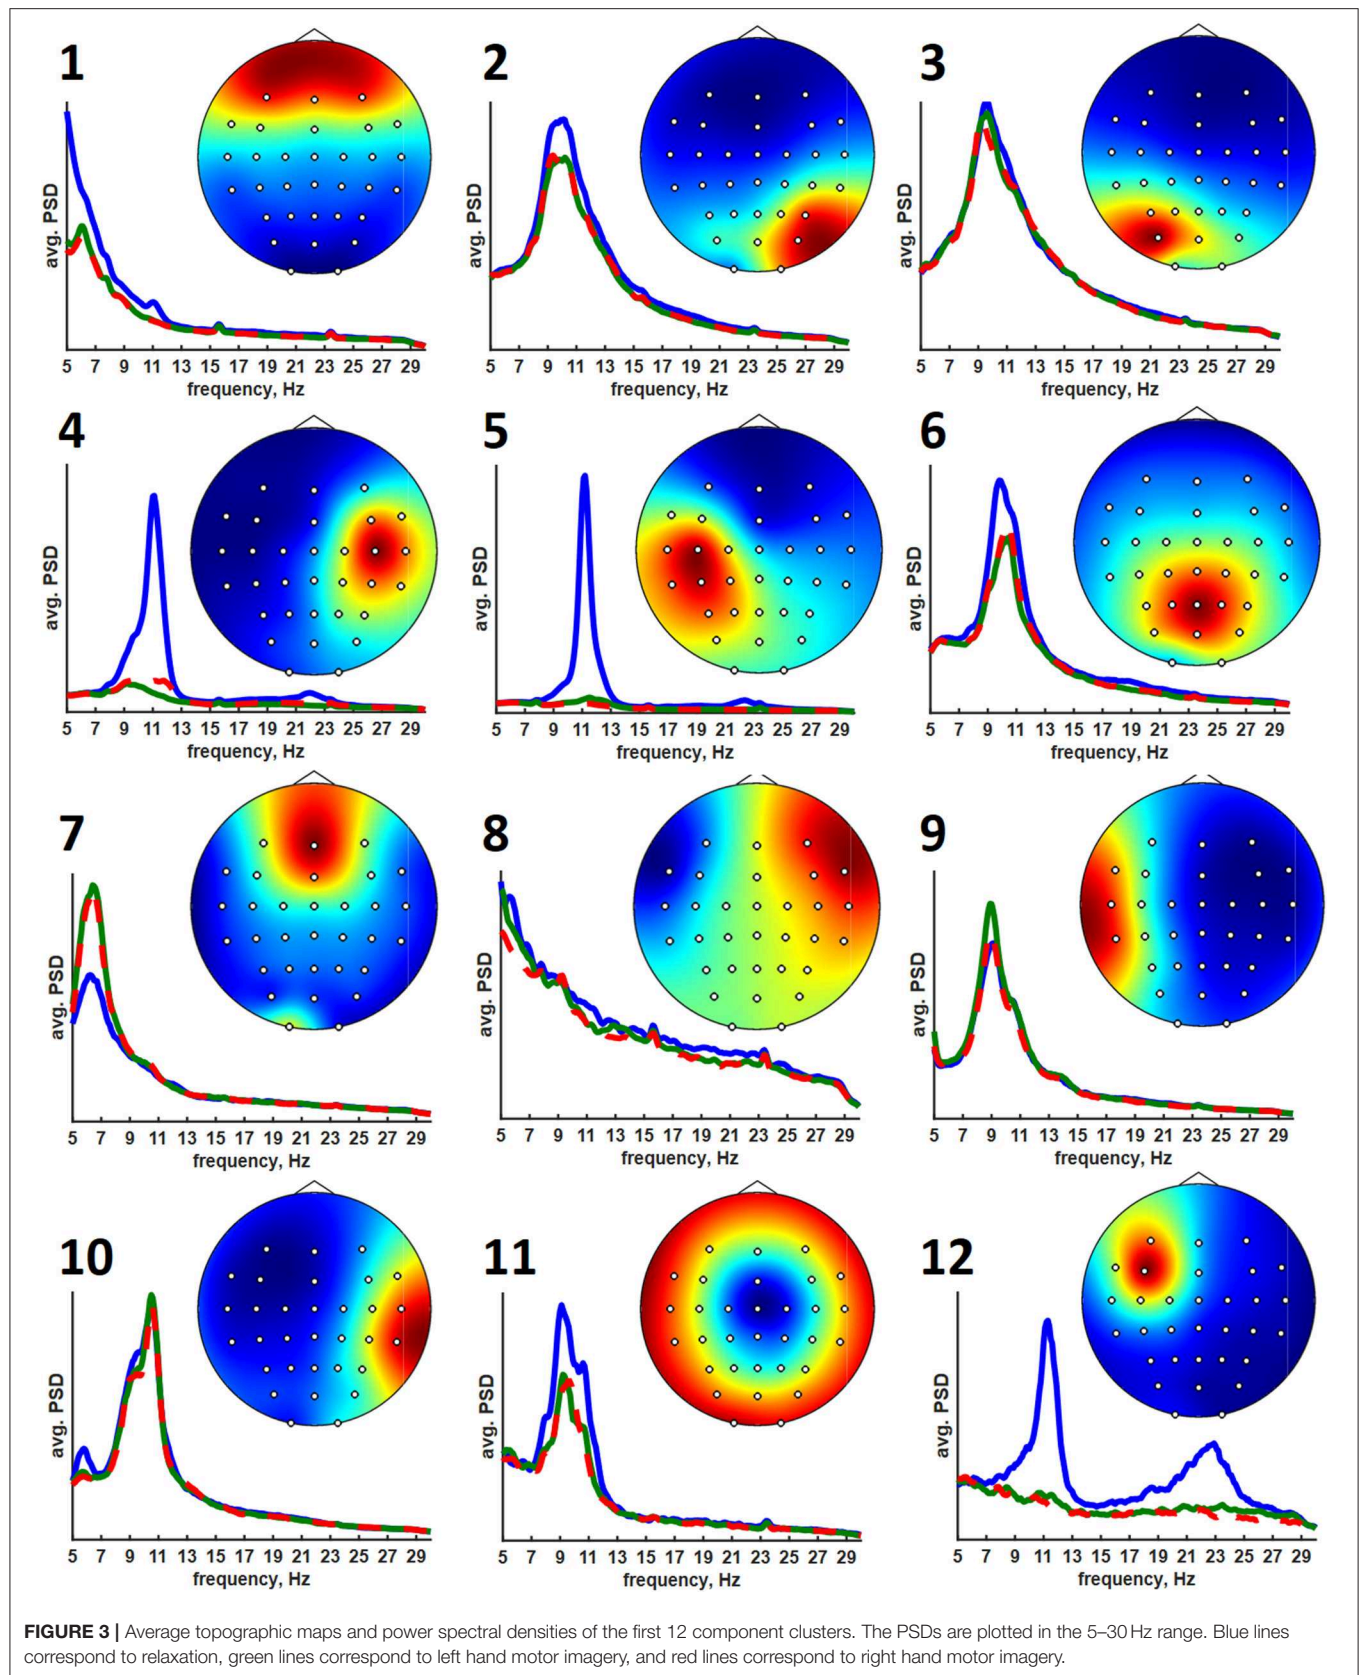 1
avg. PSD
5 7 9 11 13 15 17 19 21 23 25 27 29
frequency, Hz
2
avg. PSD
5 7 9 11 13 15 17 19 21 23 25 27 29
frequency, Hz
3
avg. PSD
5 7 9 11 13 15 17 19 21 23 25 27 29
frequency, Hz
4
avg. PSD
5 7 9 11 13 15 17 19 21 23 25 27 29
frequency, Hz
5
avg. PSD
5 7 9 11 13 15 17 19 21 23 25 27 29
frequency, Hz
6
avg. PSD
5 7 9 11 13 15 17 19 21 23 25 27 29
frequency, Hz
7
avg. PSD
5 7 9 11 13 15 17 19 21 23 25 27 29
frequency, Hz
8
avg. PSD
5 7 9 11 13 15 17 19 21 23 25 27 29
frequency, Hz
9
avg. PSD
5 7 9 11 13 15 17 19 21 23 25 27 29
frequency, Hz
10
avg. PSD
5 7 9 11 13 15 17 19 21 23 25 27 29
frequency, Hz
11
avg. PSD
5 7 9 11 13 15 17 19 21 23 25 27 29
frequency, Hz
12
avg. PSD
5 7 9 11 13 15 17 19 21 23 25 27 29
frequency, Hz
FIGURE 3 | Average topographic maps and power spectral densities of the first 12 component clusters. The PSDs are plotted in the 5–30 Hz range. Blue lines
correspond to relaxation, green lines correspond to left hand motor imagery, and red lines correspond to right hand motor imagery.